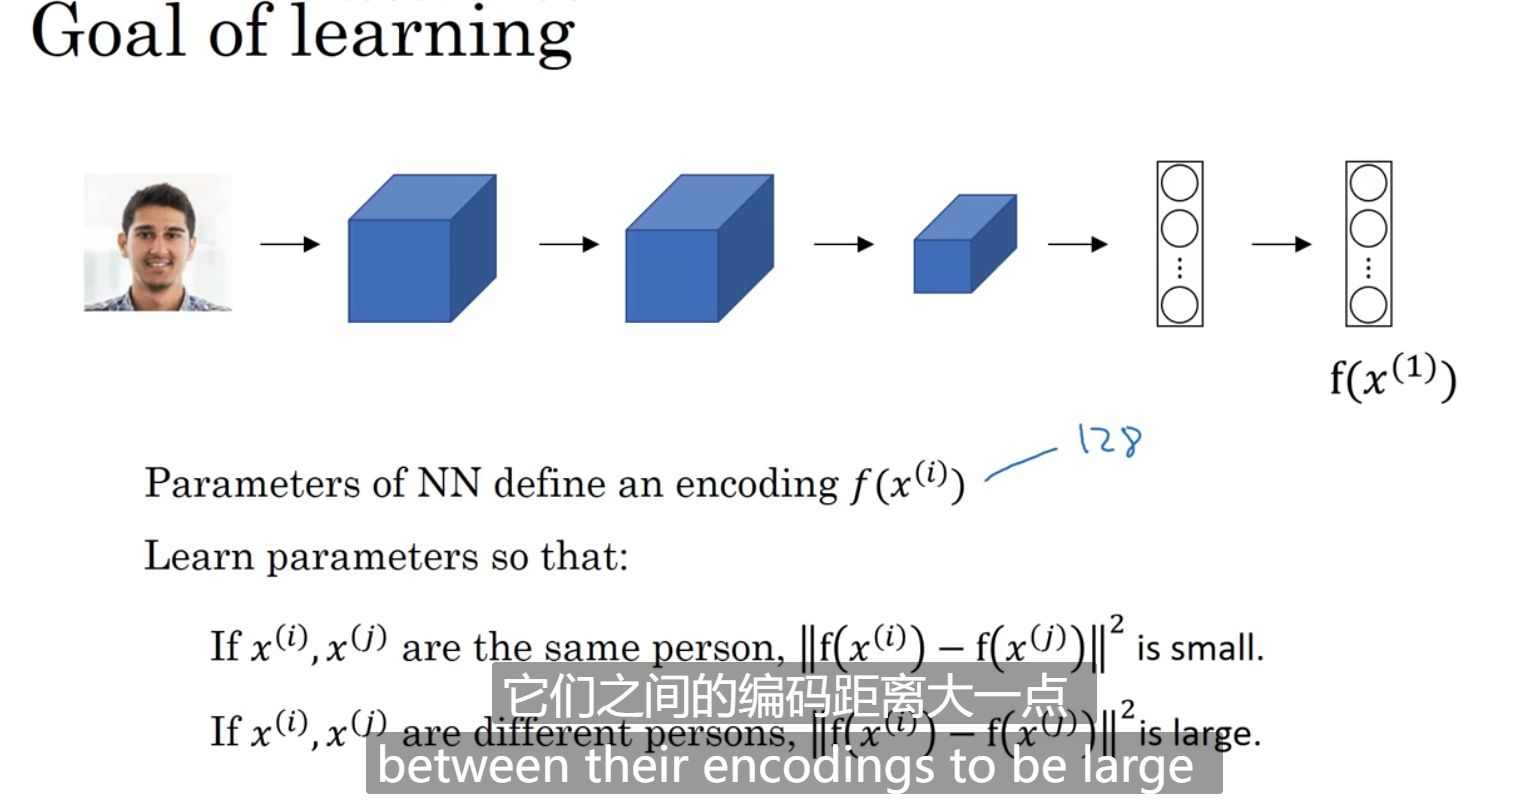 Goal of learning
f(x⁽¹⁾)
128
Parameters of NN define an encoding f(x⁽ⁱ⁾)
Learn parameters so that:
If x⁽ⁱ⁾, x⁽ʲ⁾ are the same person, ‖f(x⁽ⁱ⁾) − f(x⁽ʲ⁾)‖² is small.
它们之间的编码距离大一点
If x⁽ⁱ⁾, x⁽ʲ⁾ are different persons, ‖f(x⁽ⁱ⁾) − f(x⁽ʲ⁾)‖² is large.
between their encodings to be large